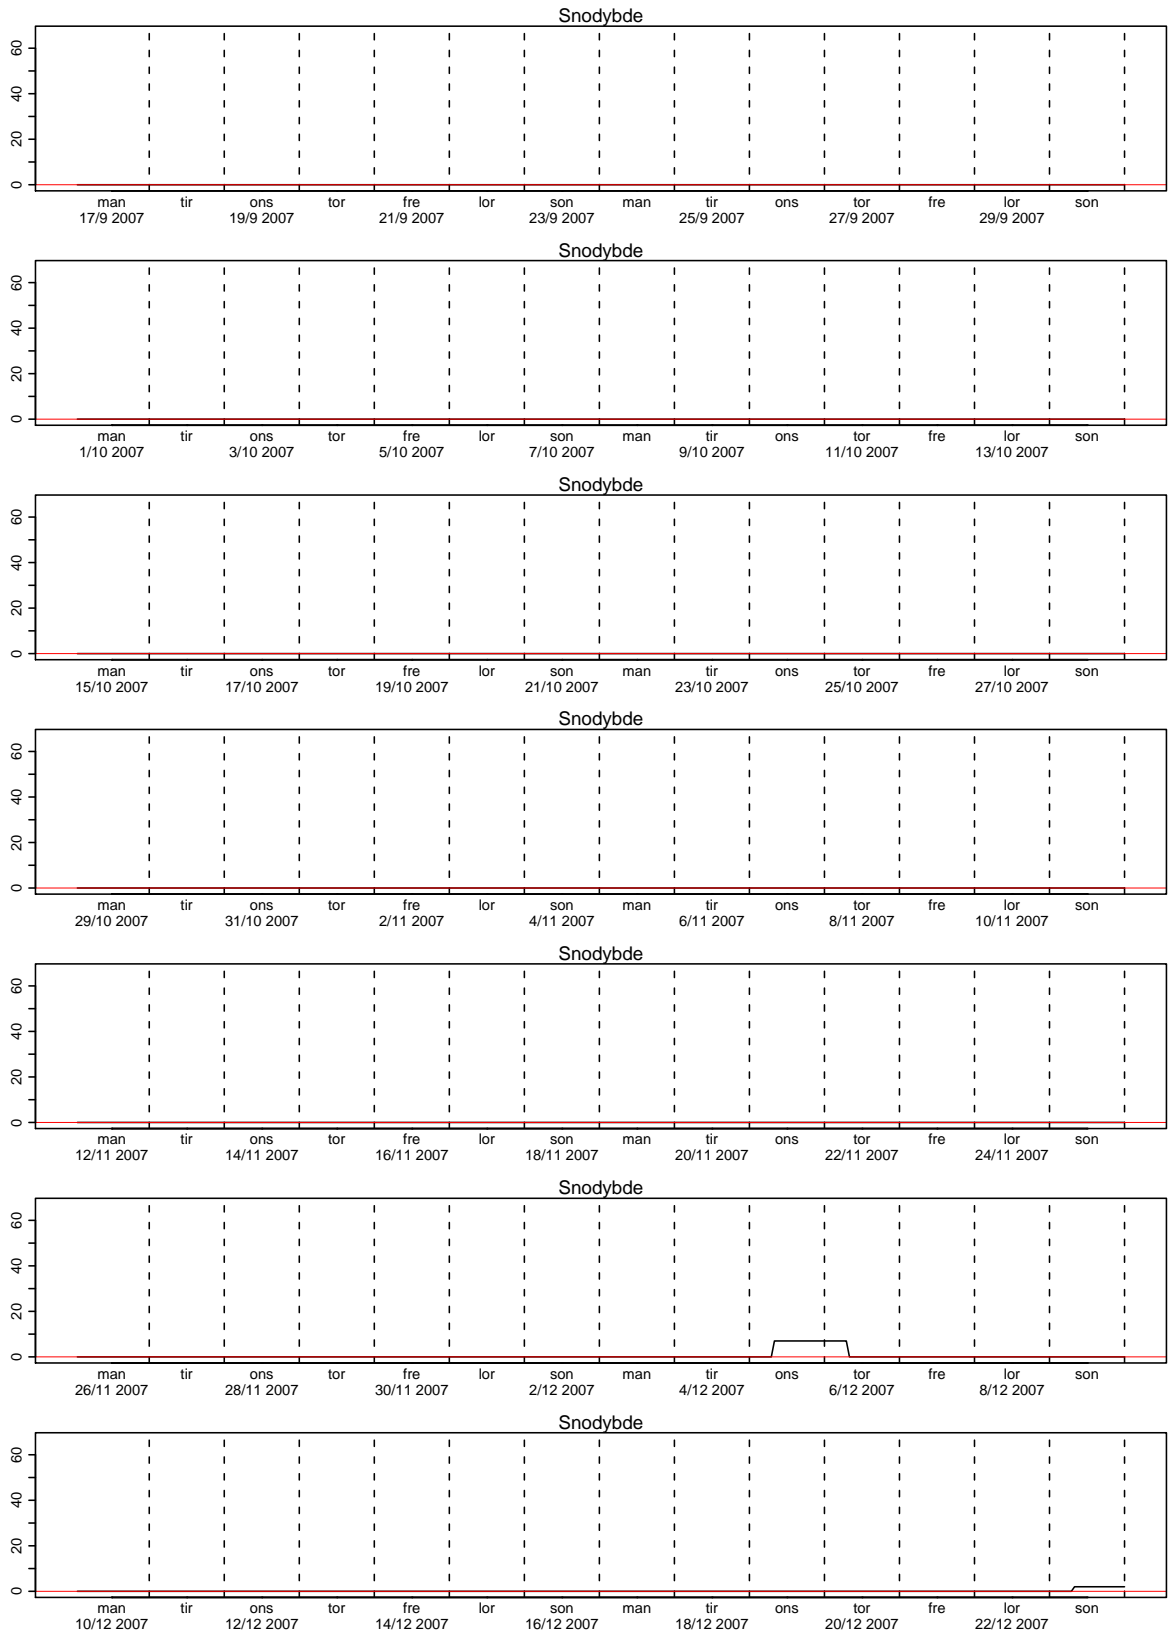 Snodybde
60
40
20
0
man tir ons tor fre lor son man tir ons tor fre lor son
17/9 2007 19/9 2007 21/9 2007 23/9 2007 25/9 2007 27/9 2007 29/9 2007
Snodybde
60
40
20
0
man tir ons tor fre lor son man tir ons tor fre lor son
1/10 2007 3/10 2007 5/10 2007 7/10 2007 9/10 2007 11/10 2007 13/10 2007
Snodybde
60
40
20
0
man tir ons tor fre lor son man tir ons tor fre lor son
15/10 2007 17/10 2007 19/10 2007 21/10 2007 23/10 2007 25/10 2007 27/10 2007
Snodybde
60
40
20
0
man tir ons tor fre lor son man tir ons tor fre lor son
29/10 2007 31/10 2007 2/11 2007 4/11 2007 6/11 2007 8/11 2007 10/11 2007
Snodybde
60
40
20
0
man tir ons tor fre lor son man tir ons tor fre lor son
12/11 2007 14/11 2007 16/11 2007 18/11 2007 20/11 2007 22/11 2007 24/11 2007
Snodybde
60
40
20
0
man tir ons tor fre lor son man tir ons tor fre lor son
26/11 2007 28/11 2007 30/11 2007 2/12 2007 4/12 2007 6/12 2007 8/12 2007
Snodybde
60
40
20
0
man tir ons tor fre lor son man tir ons tor fre lor son
10/12 2007 12/12 2007 14/12 2007 16/12 2007 18/12 2007 20/12 2007 22/12 2007